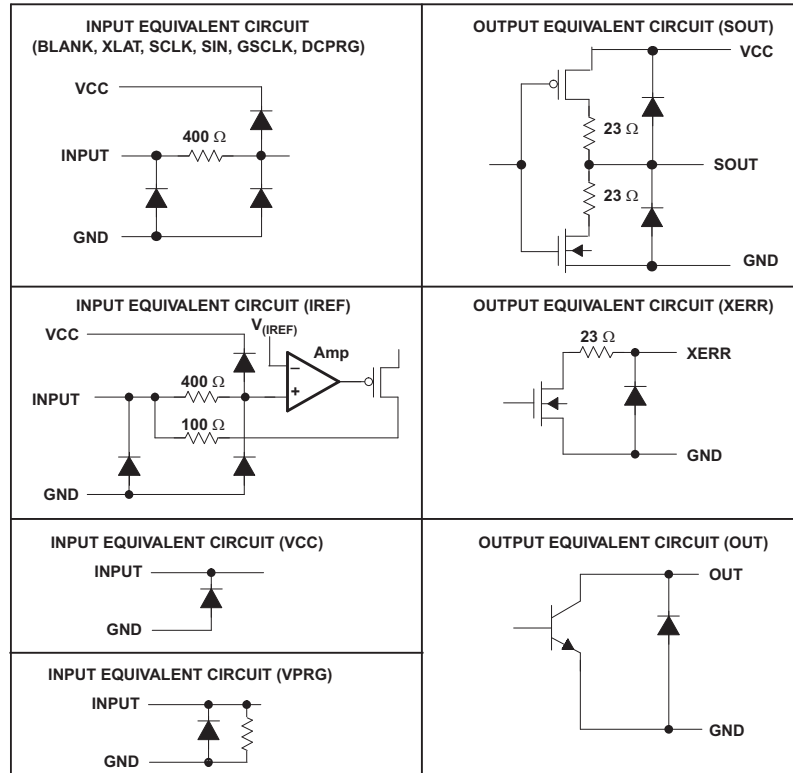 INPUT EQUIVALENT CIRCUIT
(BLANK, XLAT, SCLK, SIN, GSCLK, DCPRG)
VCC
400 Ω
INPUT
GND
OUTPUT EQUIVALENT CIRCUIT (SOUT)
VCC
23 Ω
SOUT
23 Ω
GND
INPUT EQUIVALENT CIRCUIT (IREF)
V(IREF)
VCC
Amp
−
400 Ω
INPUT
+
100 Ω
GND
OUTPUT EQUIVALENT CIRCUIT (XERR)
23 Ω
XERR
GND
INPUT EQUIVALENT CIRCUIT (VCC)
INPUT
GND
OUTPUT EQUIVALENT CIRCUIT (OUT)
OUT
GND
INPUT EQUIVALENT CIRCUIT (VPRG)
INPUT
GND